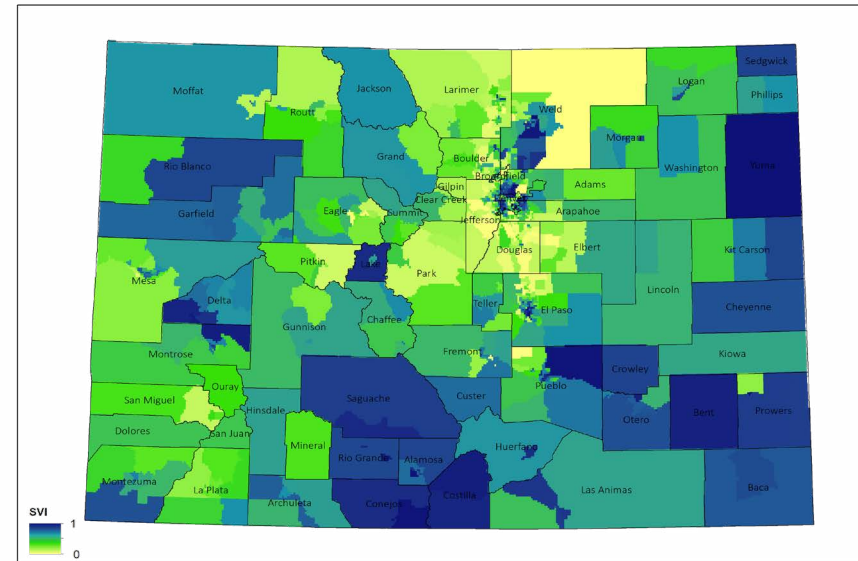 Sedgwick
Logan
Moffat
Jackson
Larimer
Phillips
Weld
Routt
Morgan
Yuma
Washington
Grand
Boulder
Rio Blanco
Broomfield
Adams
Gilpin
Clear Creek
Eagle
Summit
Garfield
Arapahoe
Jefferson
Douglas
Elbert
Kit Carson
Pitkin
Lake
Park
Mesa
Lincoln
Delta
Teller
El Paso
Cheyenne
Chaffee
Gunnison
Fremont
Montrose
Kiowa
Crowley
Ouray
Pueblo
Custer
San Miguel
Saguache
Hinsdale
Otero
Bent
Prowers
Dolores
San Juan
Mineral
Huerfano
Rio Grande
Alamosa
Montezuma
La Plata
Las Animas
Baca
Archuleta
Conejos
Costilla
SVI
1
0